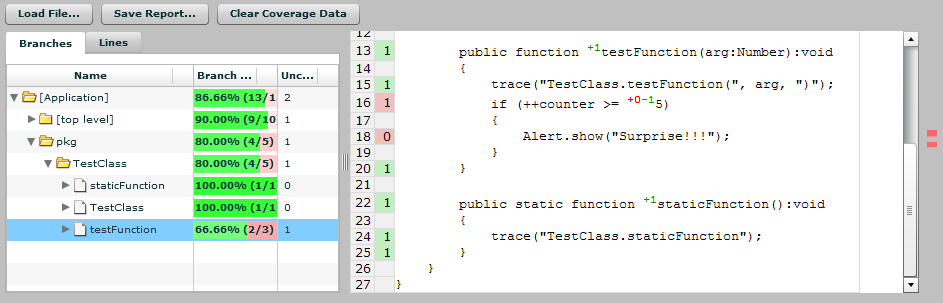 Load File... Save Report... Clear Coverage Data
Branches Lines
Name Branch ... Unc...
[Application] 86.66% (13/1 2
[top level] 90.00% (9/10 1
pkg 80.00% (4/5) 1
TestClass 80.00% (4/5) 1
staticFunction 100.00% (1/1 0
TestClass 100.00% (1/1 0
testFunction 66.66% (2/3) 1
12
13 1 public function +1testFunction(arg:Number):void
14 {
15 1 trace("TestClass.testFunction(", arg, ")");
16 1 if (++counter >= +0-15)
17 {
18 0 Alert.show("Surprise!!!");
19 }
20 1 }
21
22 1 public static function +1staticFunction():void
23 {
24 1 trace("TestClass.staticFunction");
25 1 }
26 }
27 }